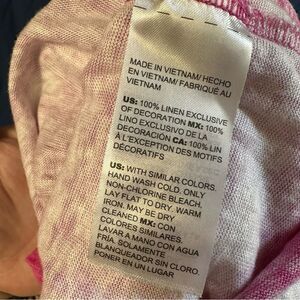 MADE IN VIETNAM/ HECHO
EN VIETNAM/ FABRIQUÉ AU
VIETNAM
US: 100% LINEN EXCLUSIVE
OF DECORATION MX: 100%
LINO EXCLUSIVO DE LA
DECORACIÓN CA: 100% LIN
À L'EXCEPTION DES MOTIFS
DÉCORATIFS
US: WITH SIMILAR COLORS.
HAND WASH COLD. ONLY
NON-CHLORINE BLEACH.
LAY FLAT TO DRY. WARM
IRON. MAY BE DRY
CLEANED MX: CON
COLORES SIMILARES.
LAVAR A MANO CON AGUA
FRÍA. SOLAMENTE
BLANQUEADOR SIN CLORO.
PONER EN UN LUGAR